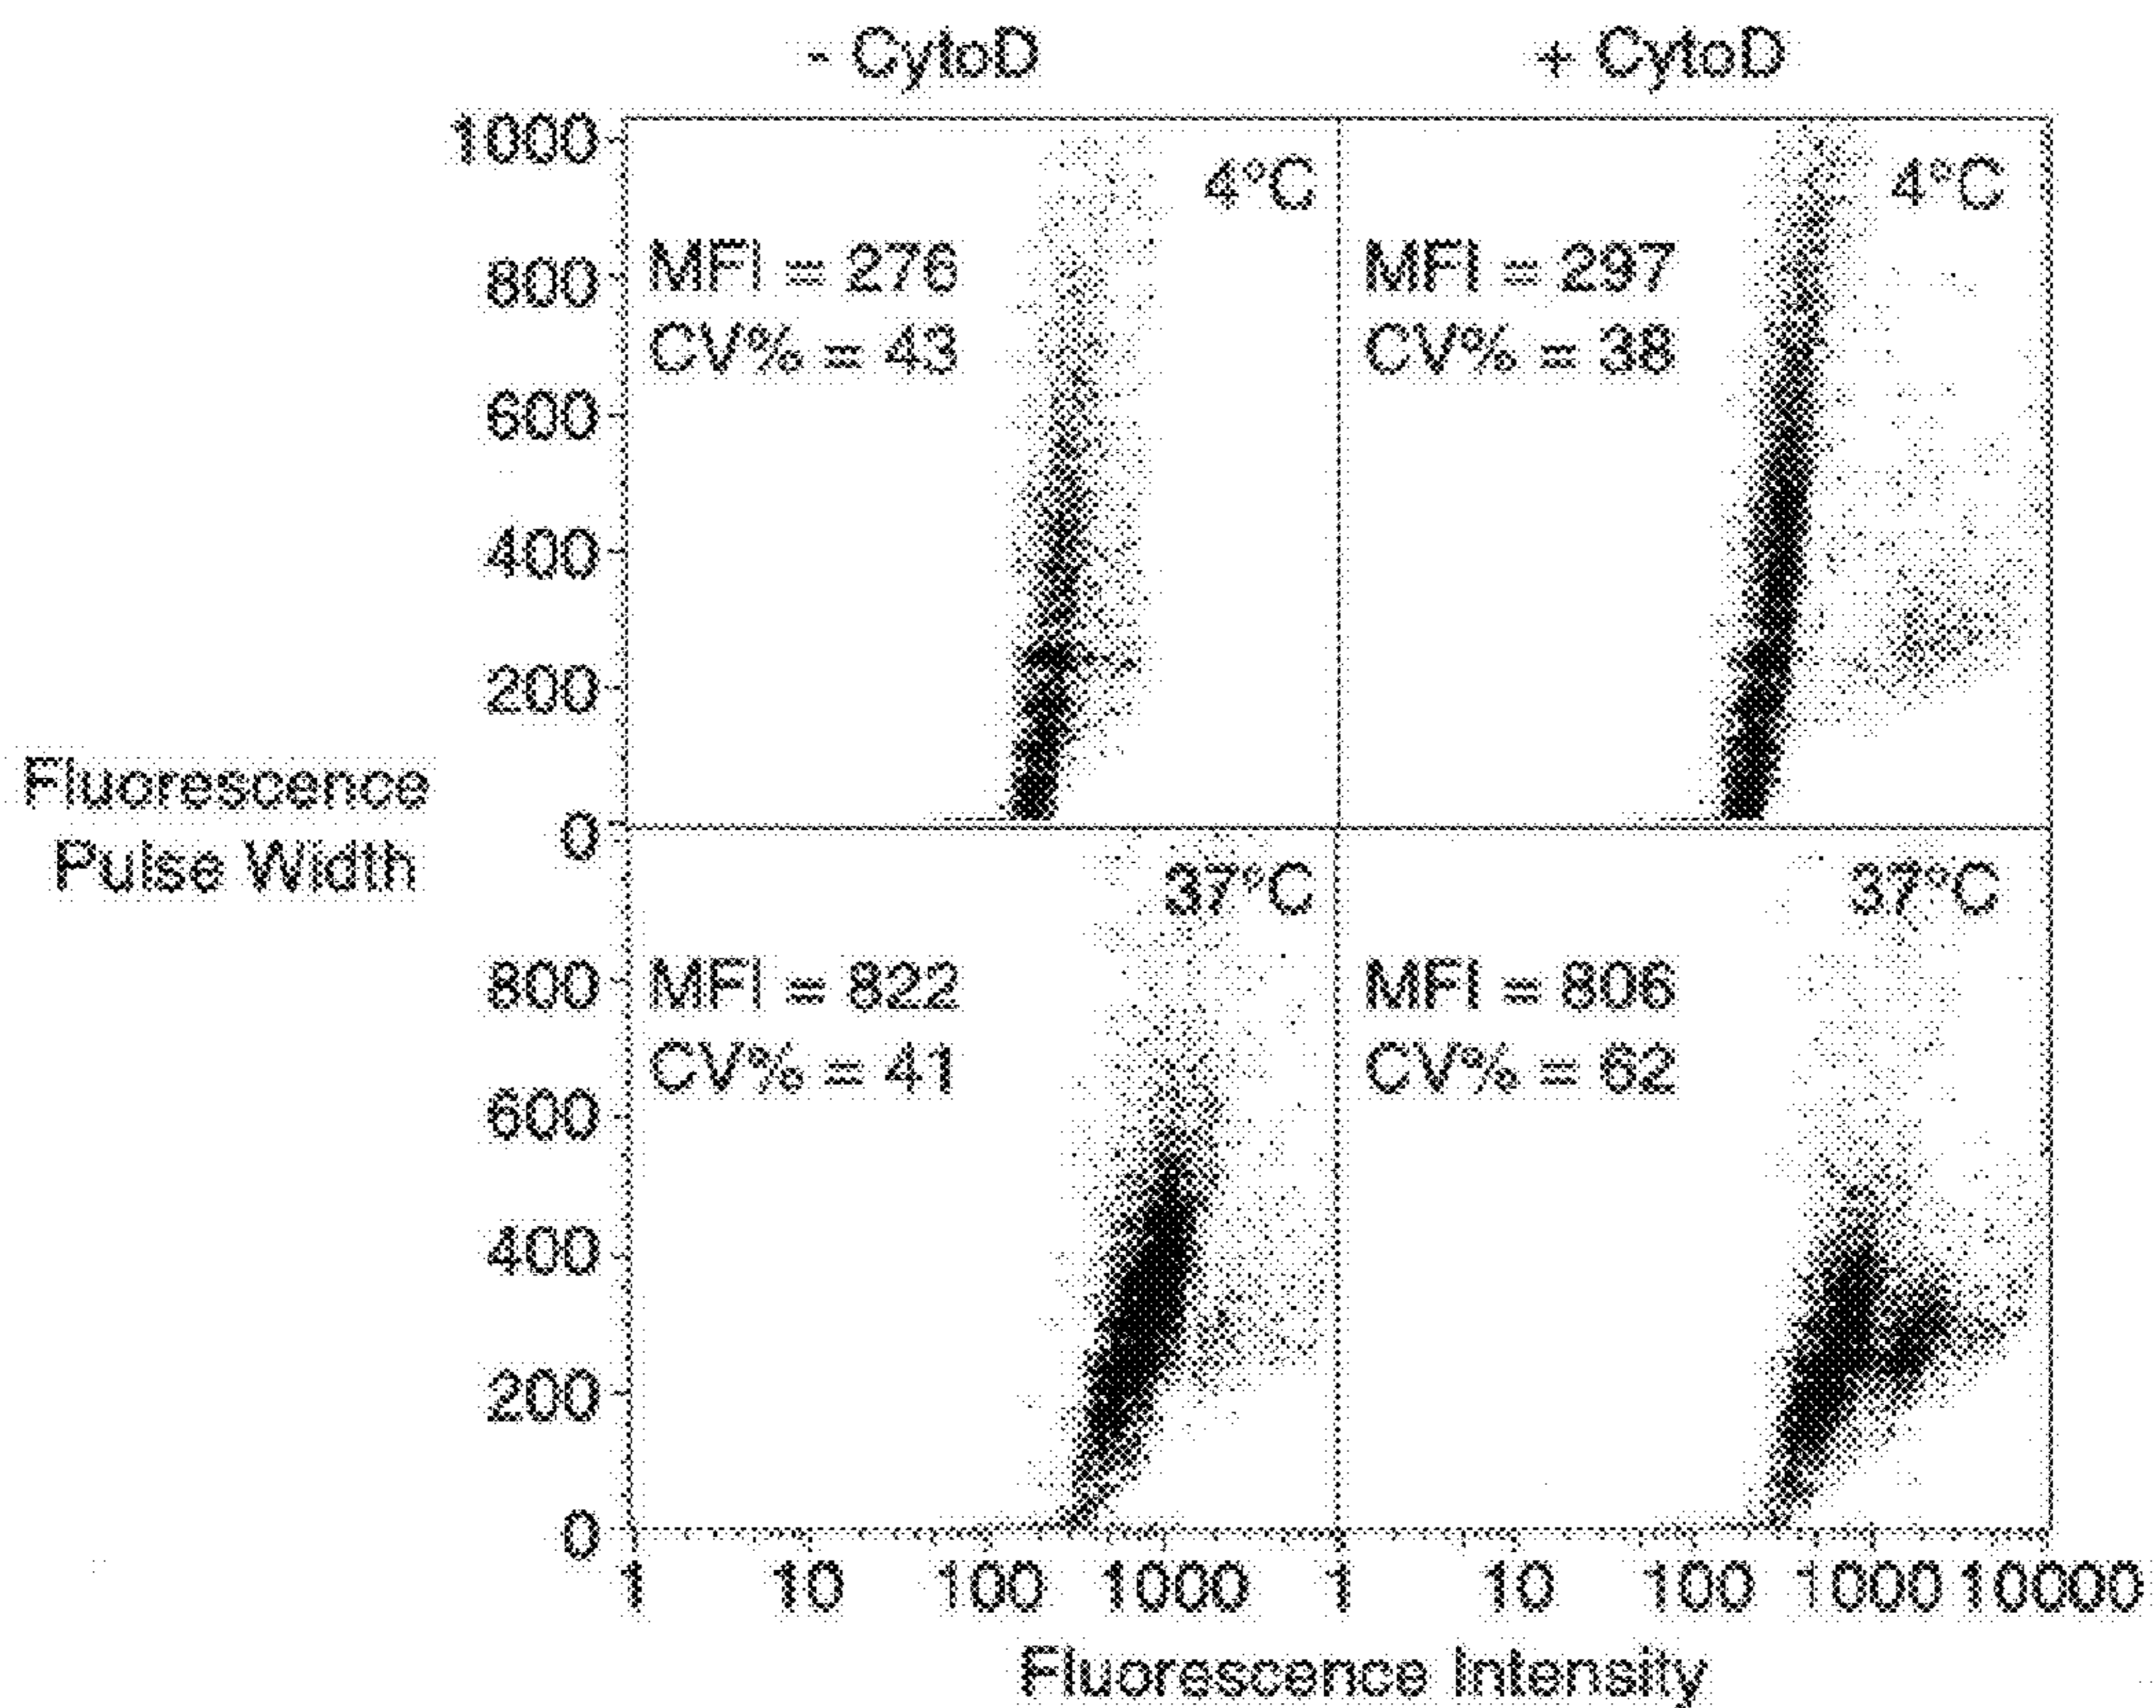 - CytoD
+ CytoD
1000
4°C
4°C
800
MFI = 276
MFI = 297
CV% = 43
CV% = 38
600
400
200
Fluorescence
Pulse Width
0
37°C
37°C
800
MFI = 822
MFI = 806
CV% = 41
CV% = 62
600
400
200
0
1 10 100 1000 1 10 100 1000 10000
Fluorescence Intensity